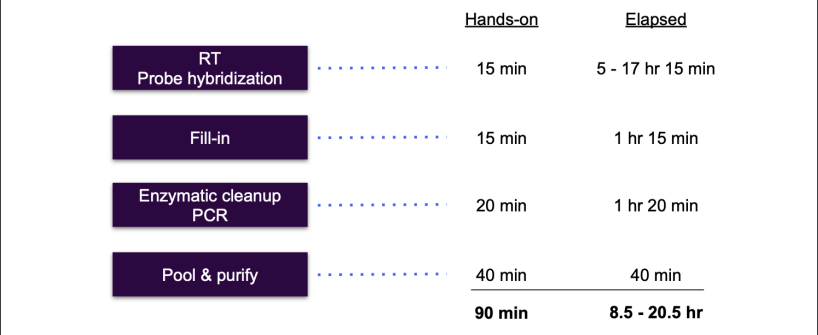 Hands-on Elapsed
RT
Probe hybridization
15 min 5 - 17 hr 15 min
Fill-in 15 min 1 hr 15 min
Enzymatic cleanup
PCR
20 min 1 hr 20 min
Pool & purify 40 min 40 min
90 min 8.5 - 20.5 hr